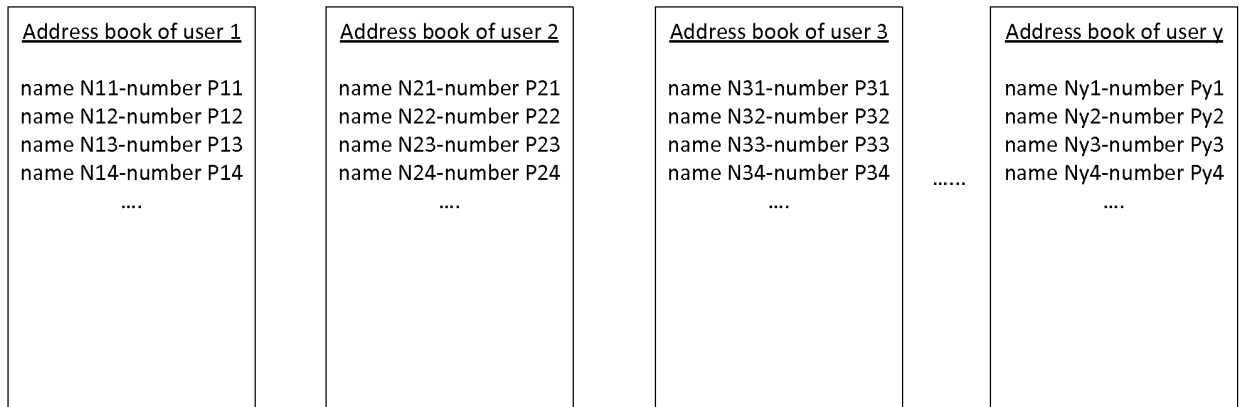 Address book of user 1
name N11-number P11
name N12-number P12
name N13-number P13
name N14-number P14
....
Address book of user 2
name N21-number P21
name N22-number P22
name N23-number P23
name N24-number P24
....
Address book of user 3
name N31-number P31
name N32-number P32
name N33-number P33
name N34-number P34
....
......
Address book of user y
name Ny1-number Py1
name Ny2-number Py2
name Ny3-number Py3
name Ny4-number Py4
....